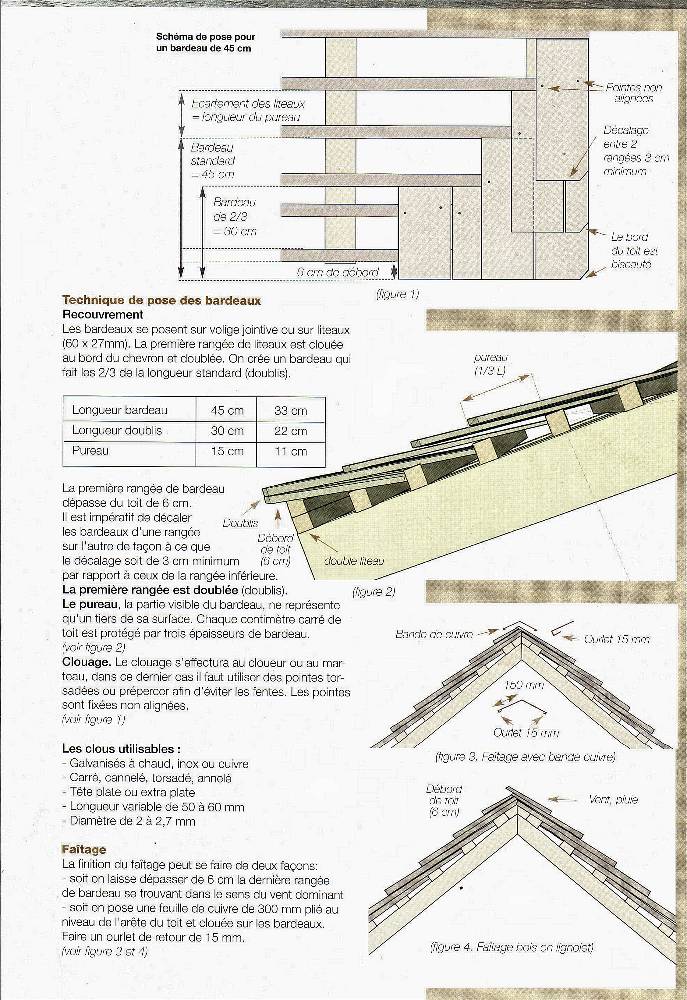 Schéma de pose pour
un bardeau de 45 cm
Pointes non
alignées
Ecartement des liteaux
= longueur du pureau
Décalage
entre 2
rangées 3 cm
minimum
Bardeau
standard
= 45 cm
Bardeau
de 2/3
= 30 cm
Le bord
du toit est
biseauté
6 cm de débord
(figure 1)
Technique de pose des bardeaux
Recouvrement
Les bardeaux se posent sur volige jointive ou sur liteaux
(60 x 27mm). La première rangée de liteaux est clouée
au bord du chevron et doublée. On crée un bardeau qui
fait les 2/3 de la longueur standard (doublis).
Longueur bardeau 45 cm 33 cm
Longueur doublis 30 cm 22 cm
Pureau 15 cm 11 cm
La première rangée de bardeau
dépasse du toit de 6 cm.
Il est impératif de décaler
les bardeaux d'une rangée
sur l'autre de façon à ce que
le décalage soit de 3 cm minimum
par rapport à ceux de la rangée inférieure.
La première rangée est doublée (doublis).
Le pureau, la partie visible du bardeau, ne représente
qu'un tiers de sa surface. Chaque centimètre carré de
toit est protégé par trois épaisseurs de bardeau.
(voir figure 2)
Clouage. Le clouage s'effectura au cloueur ou au mar-
teau, dans ce dernier cas il faut utiliser des pointes tor-
sadées ou prépercer afin d'éviter les fentes. Les pointes
sont fixées non alignées.
(voir figure 1)
Les clous utilisables :
- Galvanisés à chaud, inox ou cuivre
- Carré, cannelé, torsadé, annelé
- Tête plate ou extra plate
- Longueur variable de 50 à 60 mm
- Diamètre de 2 à 2,7 mm
Faîtage
La finition du faîtage peut se faire de deux façons:
- soit on laisse dépasser de 6 cm la dernière rangée
de bardeau se trouvant dans le sens du vent dominant
- soit on pose une feuille de cuivre de 300 mm plié au
niveau de l'arête du toit et clouée sur les bardeaux.
Faire un ourlet de retour de 15 mm.
(voir figure 3 et 4)
pureau
(1/3 L)
Doublis
Débord
de toit
(6 cm)
double liteau
(figure 2)
Bande de cuivre
Ourlet 15 mm
150 mm
Ourlet 15 mm
(figure 3. Faîtage avec bande cuivre)
Débord
de toit
(6 cm)
Vent, pluie
(figure 4. Faîtage bois en lignolet)